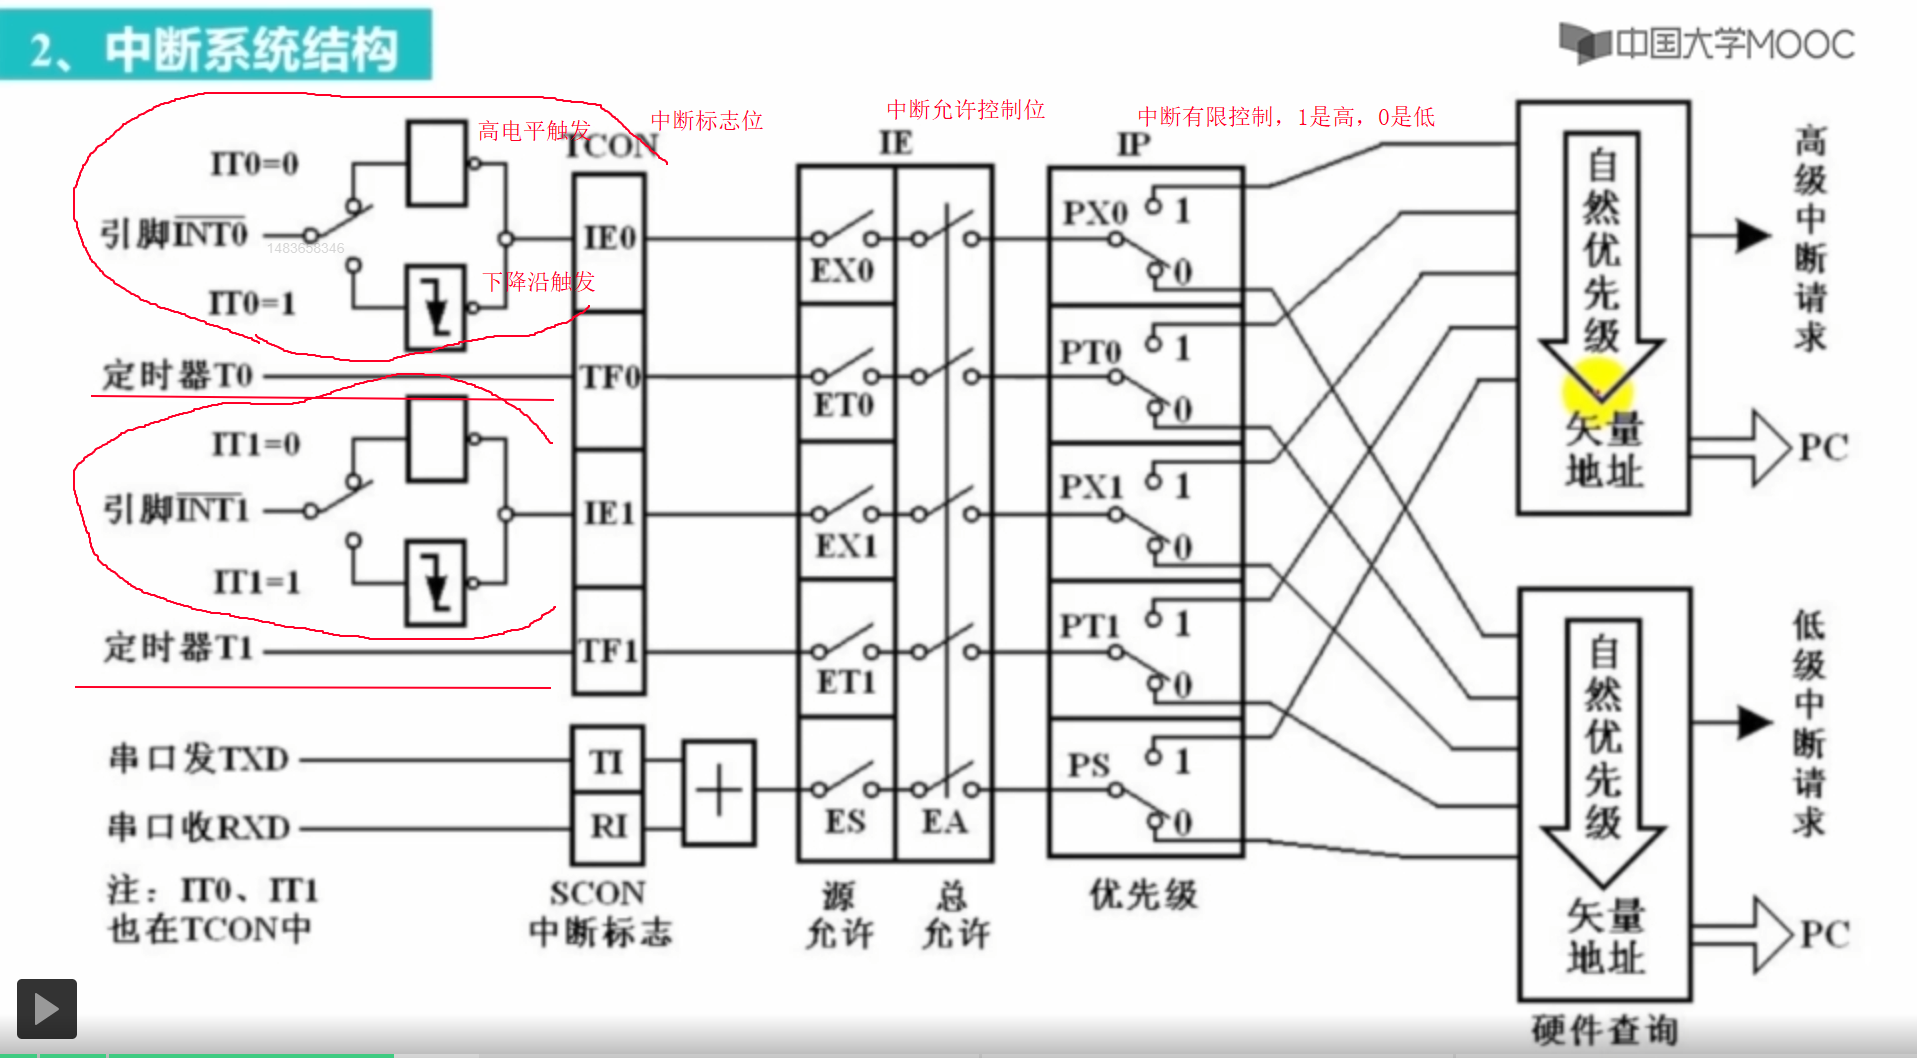 2、中断系统结构
中国大学MOOC
高电平触发
中断标志位
中断允许控制位
中断有限控制，1是高，0是低
TCON
IE
IP
IT0=0
引脚INT0
1483658346
IT0=1
下降沿触发
定时器T0
IT1=0
引脚INT1
IT1=1
定时器T1
串口发TXD
串口收RXD
注：IT0、IT1
也在TCON中
IE0
TF0
IE1
TF1
TI
RI
SCON
中断标志
EX0
ET0
EX1
ET1
ES
EA
源
允许
总
允许
PX0
1
0
PT0
1
0
PX1
1
0
PT1
1
0
PS
1
0
优先级
自然优先级
矢量
地址
高级中断请求
PC
自然优先级
矢量
地址
低级中断请求
PC
硬件查询